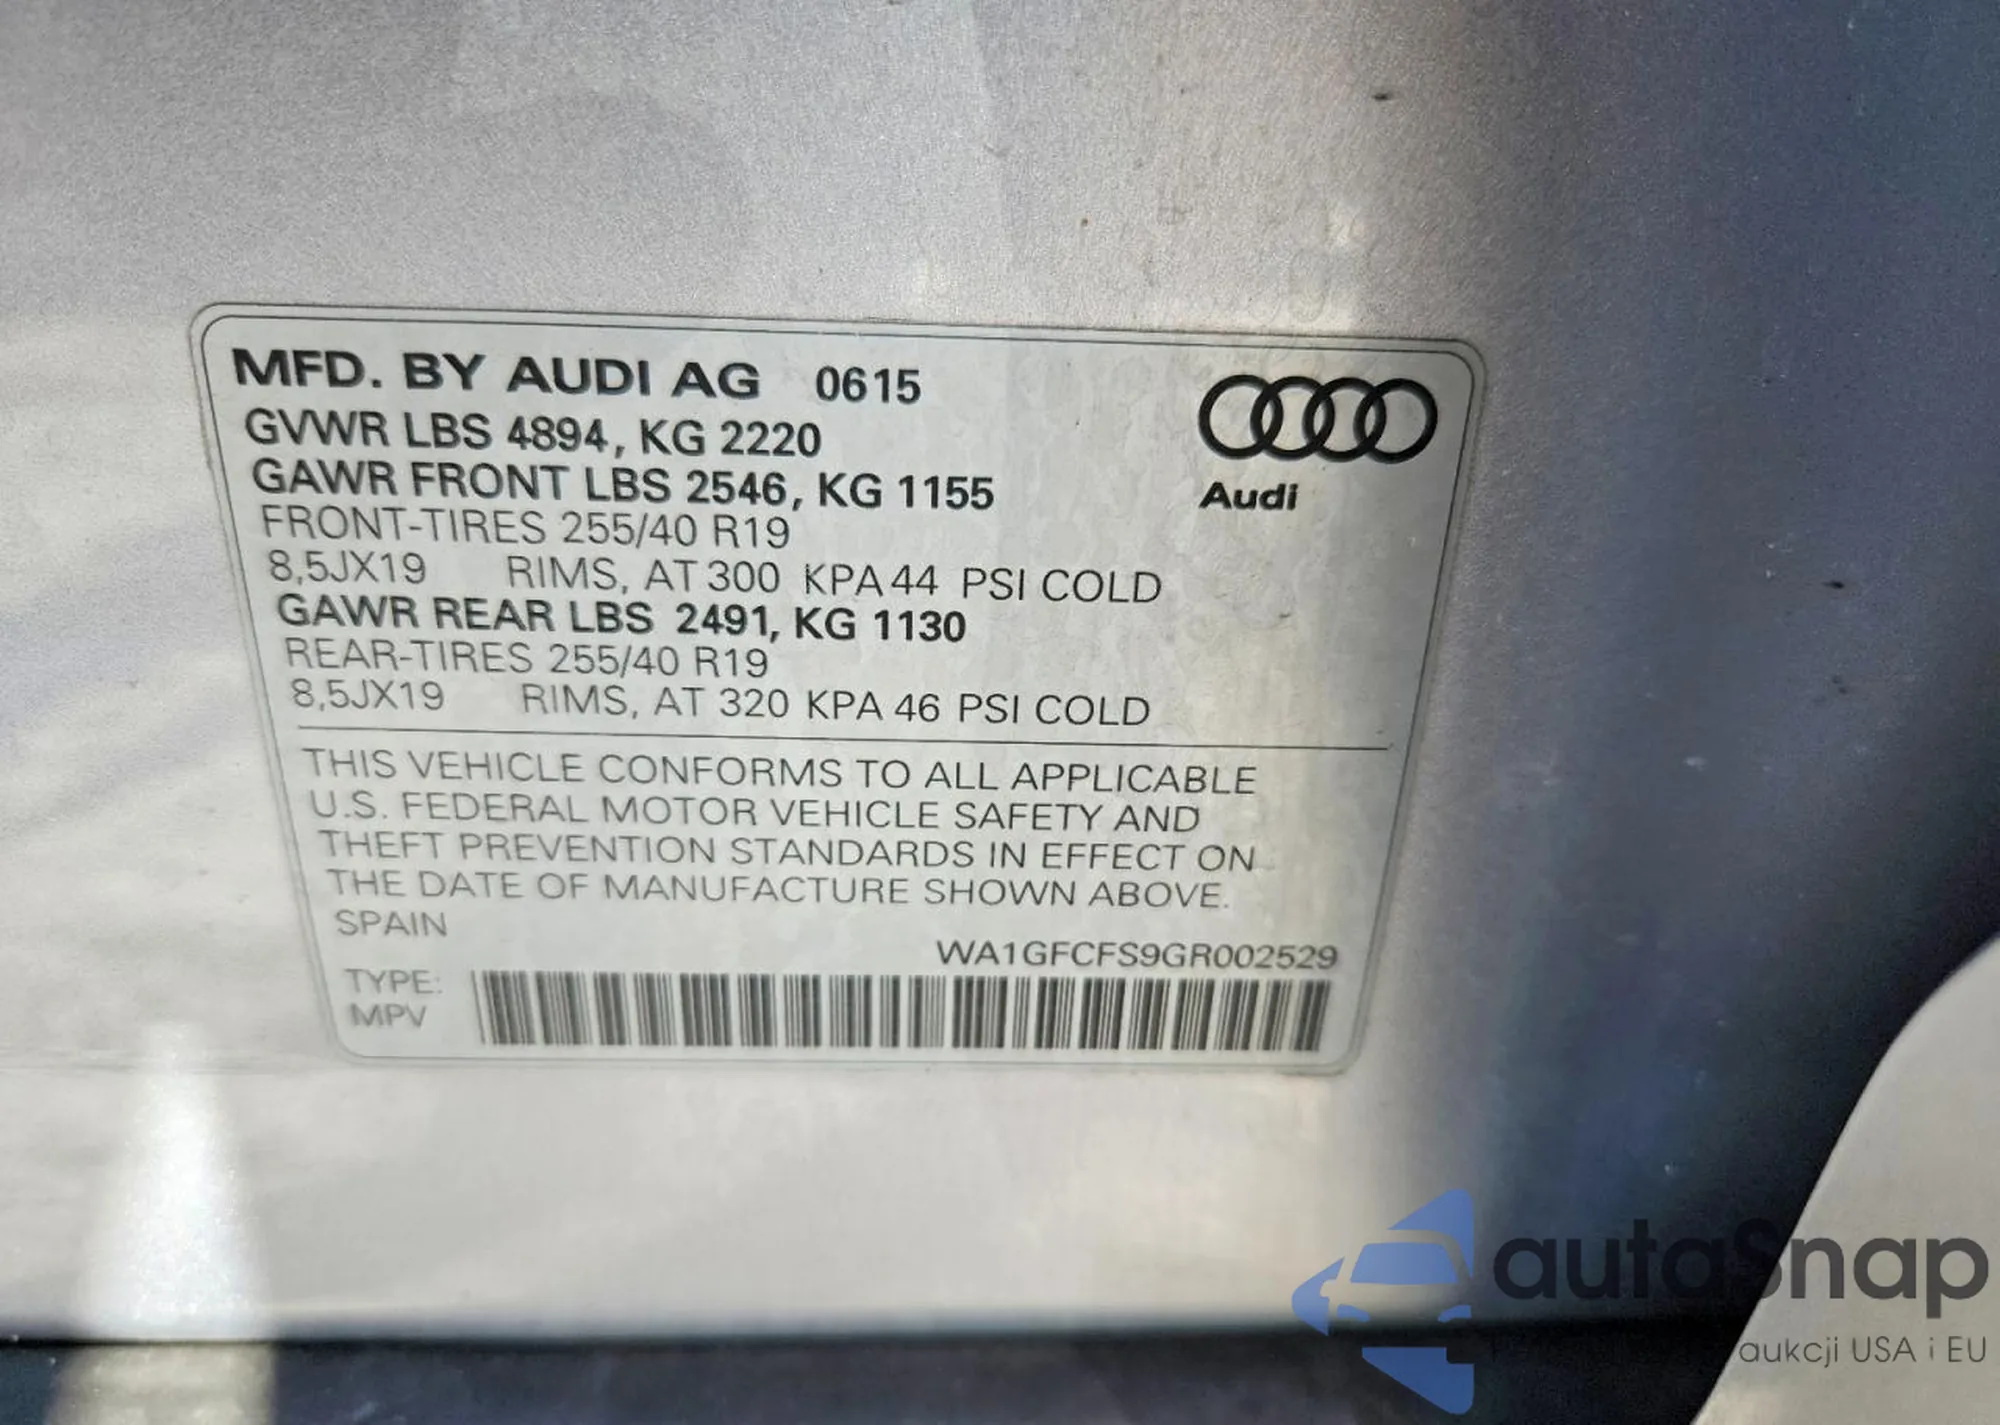 MFD. BY AUDI AG 0615
GVWR LBS 4894, KG 2220
GAWR FRONT LBS 2546, KG 1155
FRONT-TIRES 255/40 R19
8,5JX19 RIMS, AT 300 KPA 44 PSI COLD
GAWR REAR LBS 2491, KG 1130
REAR-TIRES 255/40 R19
8,5JX19 RIMS, AT 320 KPA 46 PSI COLD
Audi
THIS VEHICLE CONFORMS TO ALL APPLICABLE
U.S. FEDERAL MOTOR VEHICLE SAFETY AND
THEFT PREVENTION STANDARDS IN EFFECT ON
THE DATE OF MANUFACTURE SHOWN ABOVE.
SPAIN
WA1GFCFS9GR002529
TYPE:
MPV
autaSnap
aukcji USA i EU